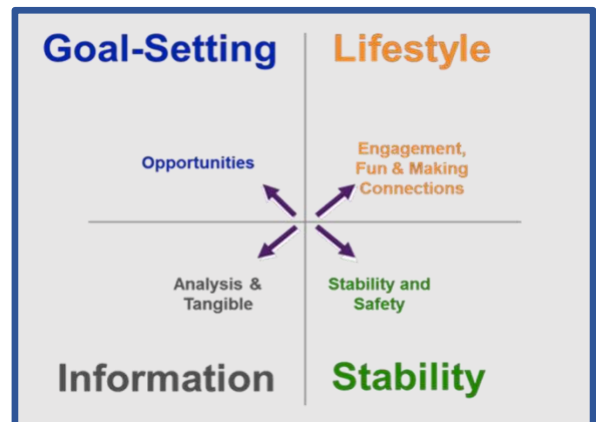 Goal-Setting
Lifestyle
Opportunities
Engagement,
Fun & Making
Connections
Analysis &
Tangible
Stability and
Safety
Information
Stability